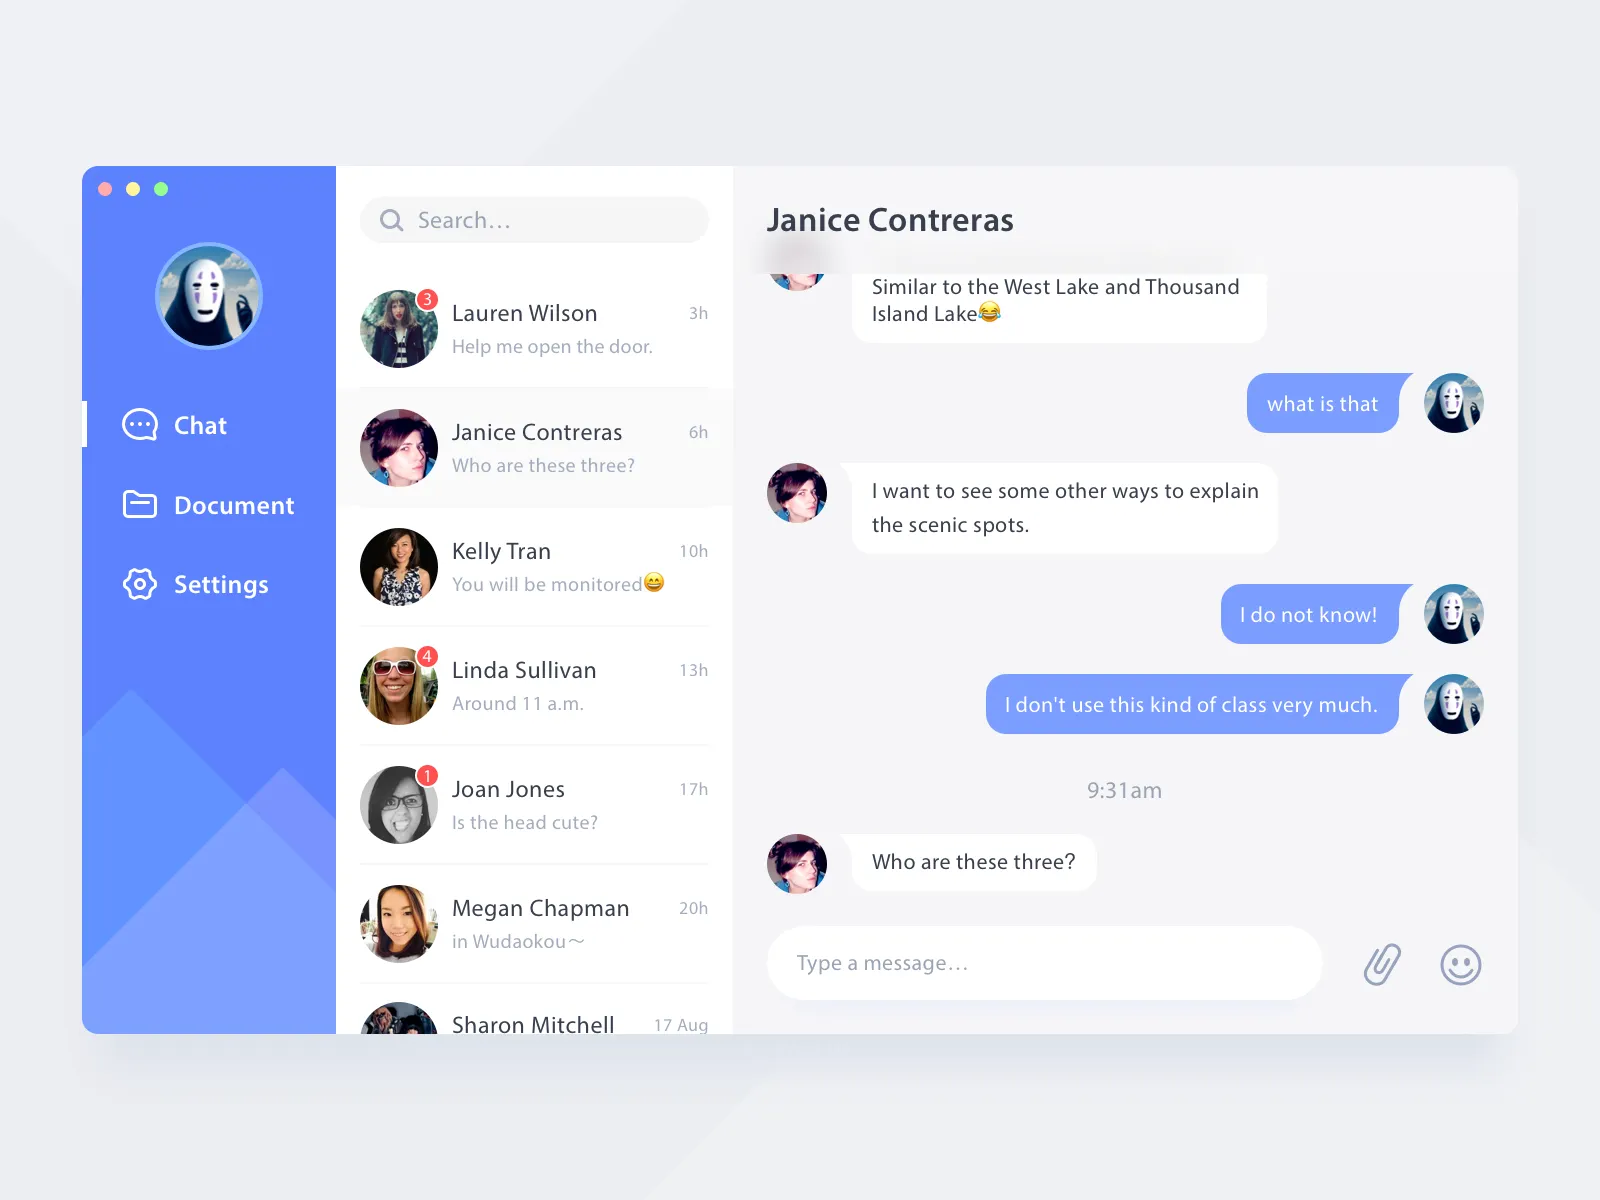 Chat
Document
Settings
Search...
3
Lauren Wilson
3h
Help me open the door.
Janice Contreras
6h
Who are these three?
Kelly Tran
10h
You will be monitored😄
4
Linda Sullivan
13h
Around 11 a.m.
1
Joan Jones
17h
Is the head cute?
Megan Chapman
20h
in Wudaokou～
Sharon Mitchell
17 Aug
Janice Contreras
Similar to the West Lake and Thousand
Island Lake😂
what is that
I want to see some other ways to explain
the scenic spots.
I do not know!
I don't use this kind of class very much.
9:31am
Who are these three?
Type a message...